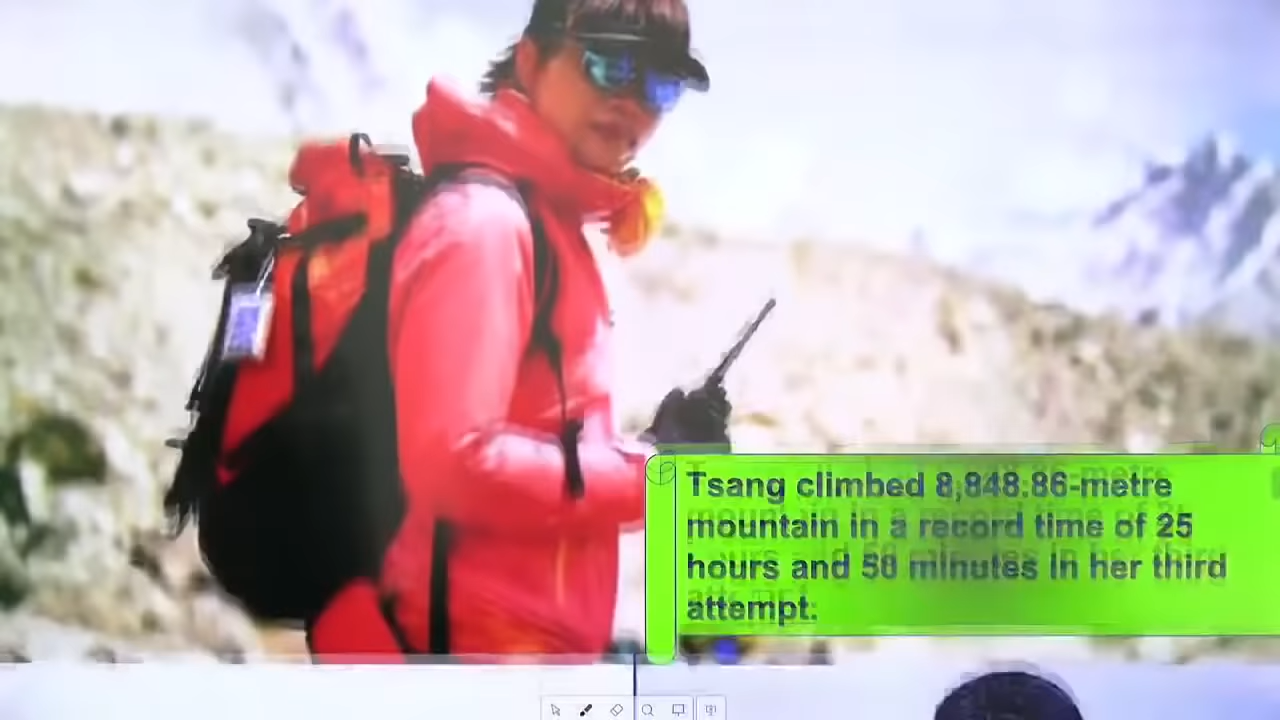 Tsang climbed 8,848.86-metre
mountain in a record time of 25
hours and 50 minutes in her third
attempt.